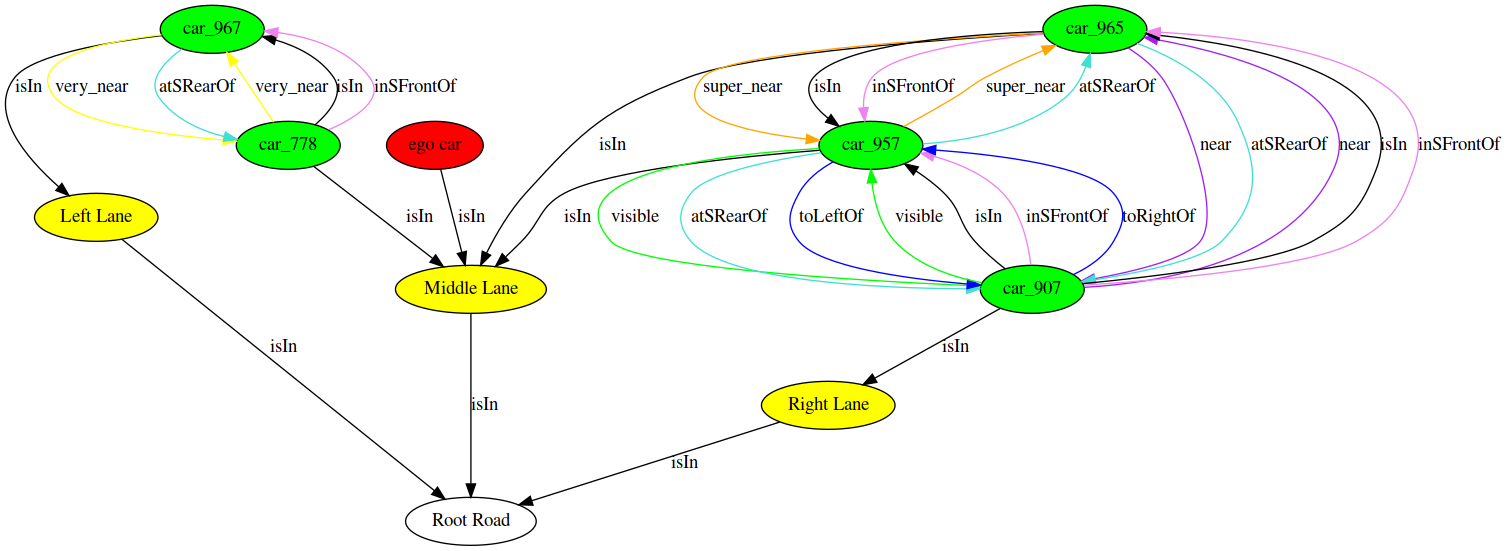 car_967
car_965
isIn
very_near
atSRearOf
very_near
isIn
inSFrontOf
super_near
isIn
inSFrontOf
super_near
atSRearOf
car_778
ego car
car_957
isIn
near
atSRearOf
near
isIn
inSFrontOf
Left Lane
isIn
isIn
isIn
visible
atSRearOf
toLeftOf
visible
isIn
inSFrontOf
toRightOf
Middle Lane
car_907
isIn
isIn
isIn
Right Lane
isIn
Root Road